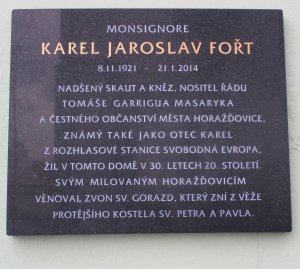 MONSIGNORE
KAREL JAROSLAV FOŘT
8.11.1921 - 21.1.2014
NADŠENÝ SKAUT A KNĚZ, NOSITEL ŘÁDU
TOMÁŠE GARRIGUA MASARYKA
A ČESTNÉHO OBČANSTVÍ MĚSTA HORAŽĎOVICE,
ZNÁMÝ TAKÉ JAKO OTEC KAREL
Z ROZHLASOVÉ STANICE SVOBODNÁ EVROPA,
ŽIL V TOMTO DOMĚ V 30. LETECH 20. STOLETÍ.
SVÝM MILOVANÝM HORAŽĎOVICÍM
VĚNOVAL ZVON SV. GORAZD, KTERÝ ZNÍ Z VĚŽE
PROTĚJŠÍHO KOSTELA SV. PETRA A PAVLA.